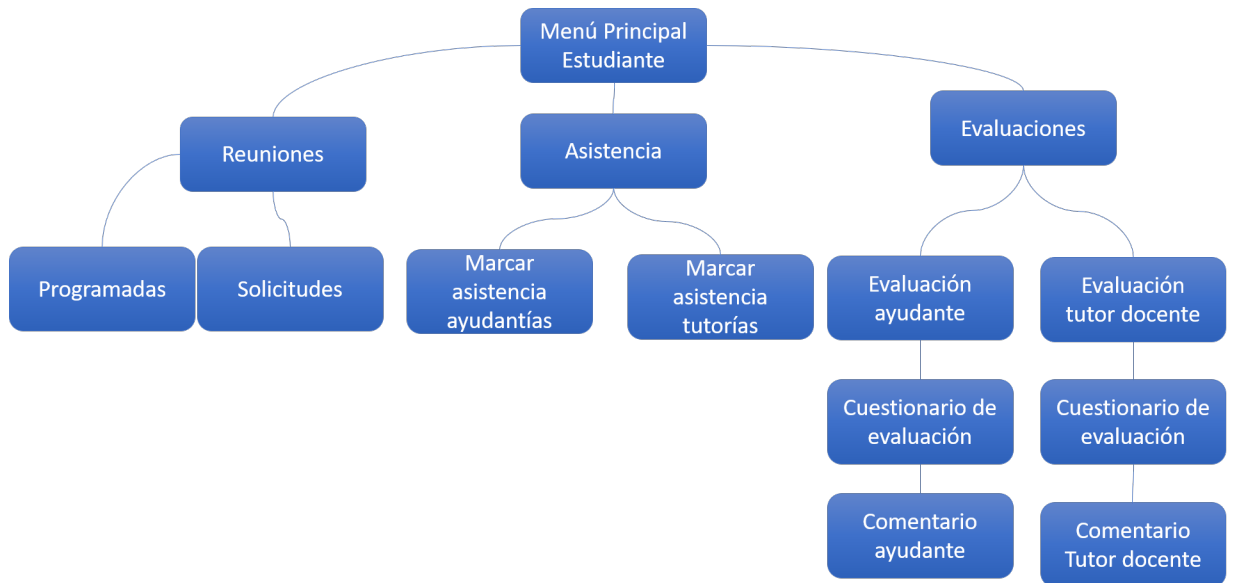 Menú Principal
Estudiante
Reuniones
Asistencia
Evaluaciones
Programadas
Solicitudes
Marcar
asistencia
ayudantías
Marcar
asistencia
tutorías
Evaluación
ayudante
Evaluación
tutor docente
Cuestionario de
evaluación
Cuestionario de
evaluación
Comentario
ayudante
Comentario
Tutor docente